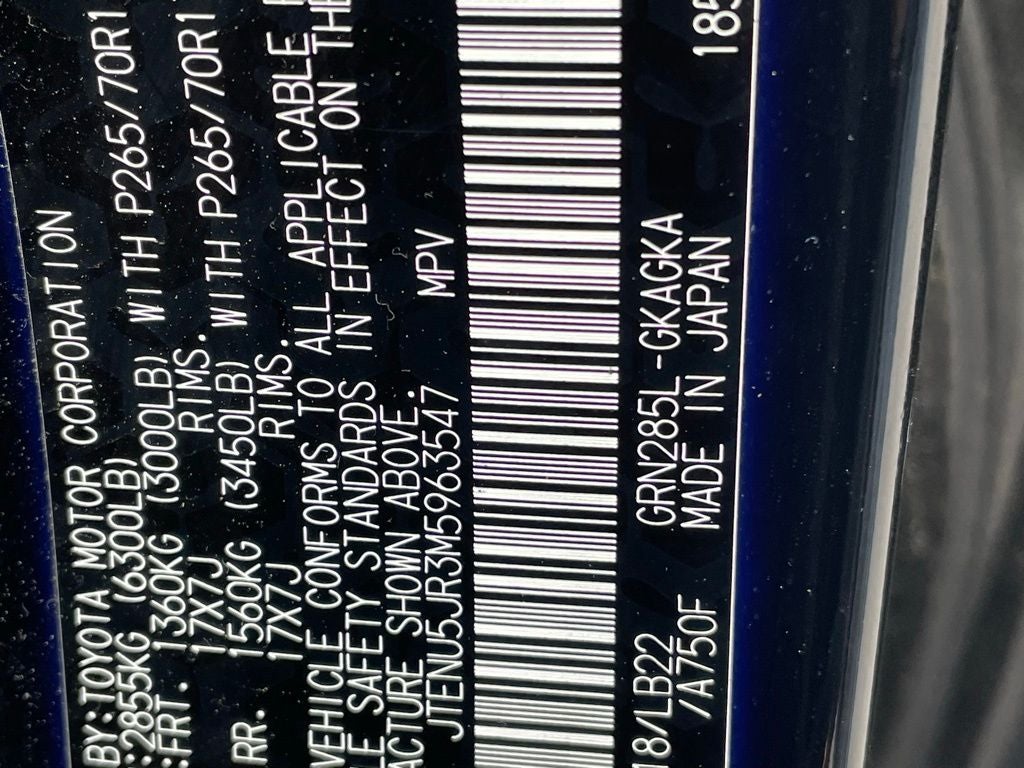 BY:TOYOTA MOTOR CORPORATION
:2855KG (6300LB)
:FRT. 1360KG (3000LB) WITH P265/70R1
17X7J RIMS.
RR. 1560KG (3450LB) WITH P265/70R1
17X7J RIMS.
VEHICLE CONFORMS TO ALL APPLICABLE
LE SAFETY STANDARDS IN EFFECT ON THE
ACTURE SHOWN ABOVE.
JTENU5JR3M5963547 MPV
18/LB22 GRN285L-GKAGKA 185
/A750F MADE IN JAPAN